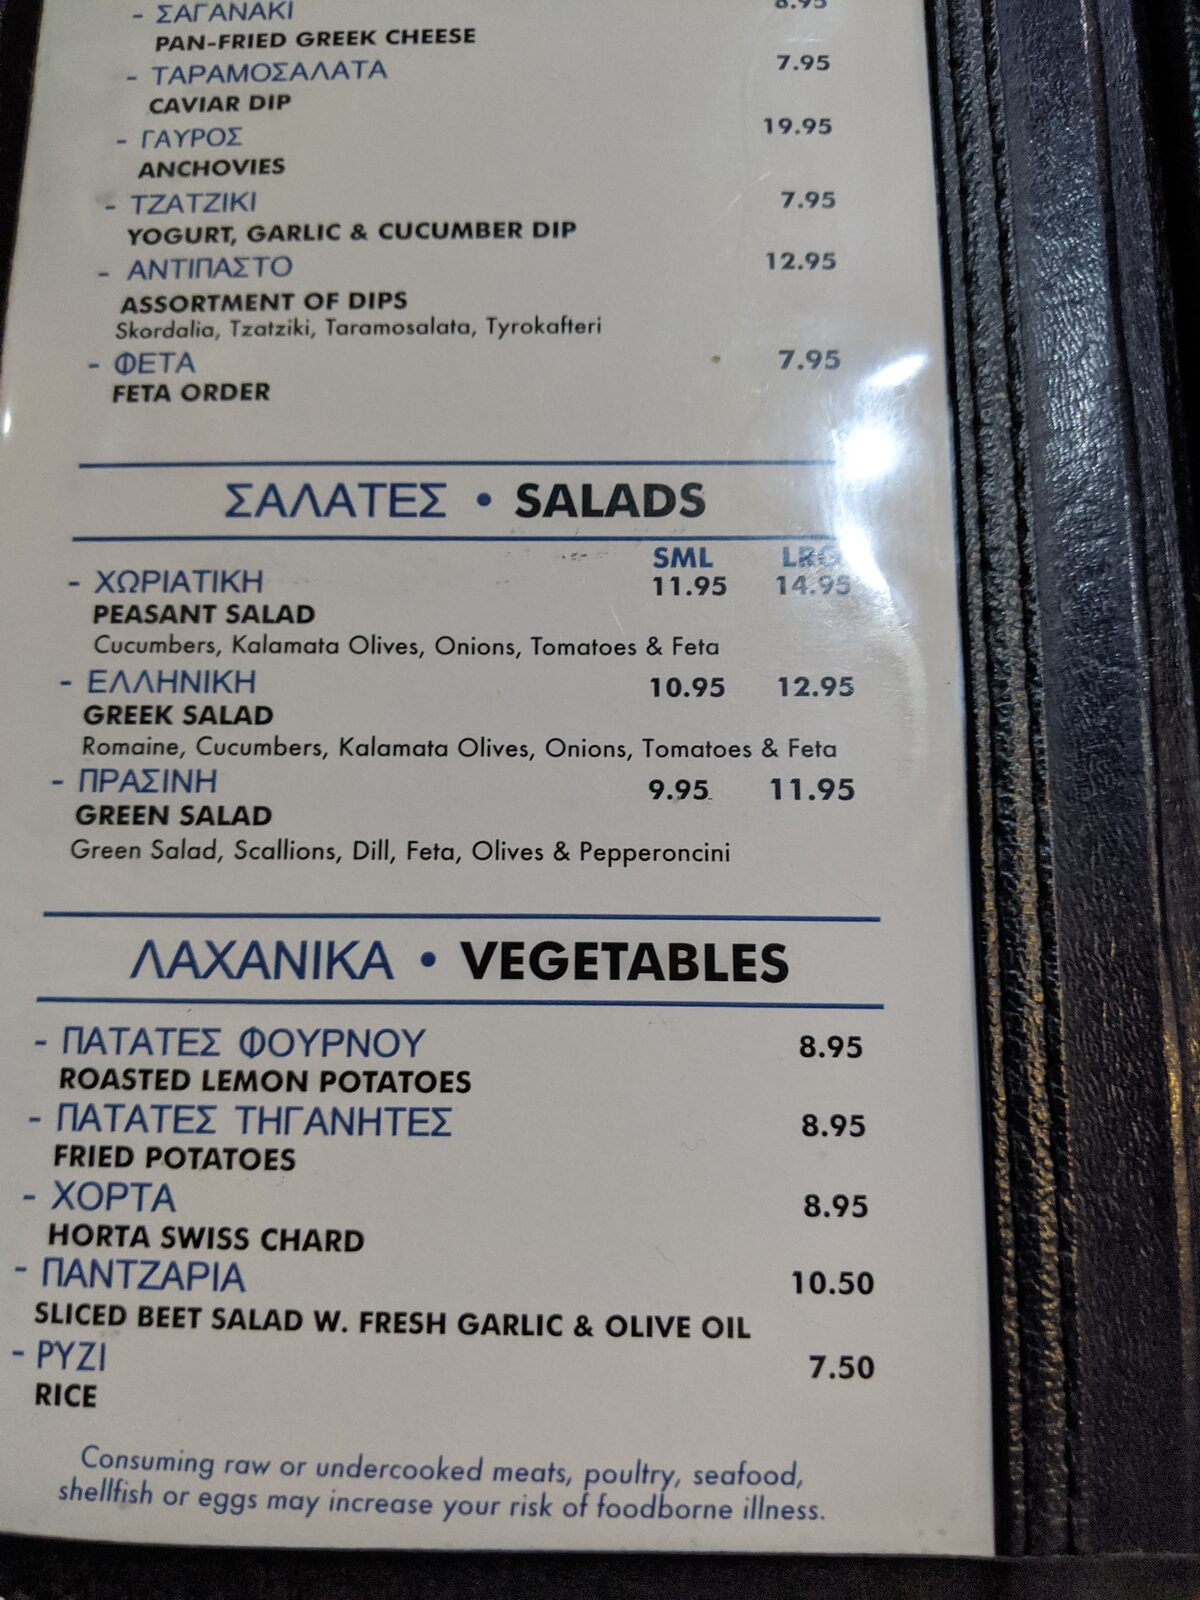 - ΣΑΓΑΝΑΚΙ 8.95
PAN-FRIED GREEK CHEESE
- ΤΑΡΑΜΟΣΑΛΑΤΑ 7.95
CAVIAR DIP
- ΓΑΥΡΟΣ 19.95
ANCHOVIES
- ΤΖΑΤΖΙΚΙ 7.95
YOGURT, GARLIC & CUCUMBER DIP
- ΑΝΤΙΠΑΣΤΟ 12.95
ASSORTMENT OF DIPS
Skordalia, Tzatziki, Taramosalata, Tyrokafteri
- ΦΕΤΑ 7.95
FETA ORDER
ΣΑΛΑΤΕΣ • SALADS
SML LRG
- ΧΩΡΙΑΤΙΚΗ 11.95 14.95
PEASANT SALAD
Cucumbers, Kalamata Olives, Onions, Tomatoes & Feta
- ΕΛΛΗΝΙΚΗ 10.95 12.95
GREEK SALAD
Romaine, Cucumbers, Kalamata Olives, Onions, Tomatoes & Feta
- ΠΡΑΣΙΝΗ 9.95 11.95
GREEN SALAD
Green Salad, Scallions, Dill, Feta, Olives & Pepperoncini
ΛΑΧΑΝΙΚΑ • VEGETABLES
- ΠΑΤΑΤΕΣ ΦΟΥΡΝΟΥ 8.95
ROASTED LEMON POTATOES
- ΠΑΤΑΤΕΣ ΤΗΓΑΝΗΤΕΣ 8.95
FRIED POTATOES
- ΧΟΡΤΑ 8.95
HORTA SWISS CHARD
- ΠΑΝΤΖΑΡΙΑ 10.50
SLICED BEET SALAD W. FRESH GARLIC & OLIVE OIL
- ΡΥΖΙ 7.50
RICE
Consuming raw or undercooked meats, poultry, seafood,
shellfish or eggs may increase your risk of foodborne illness.